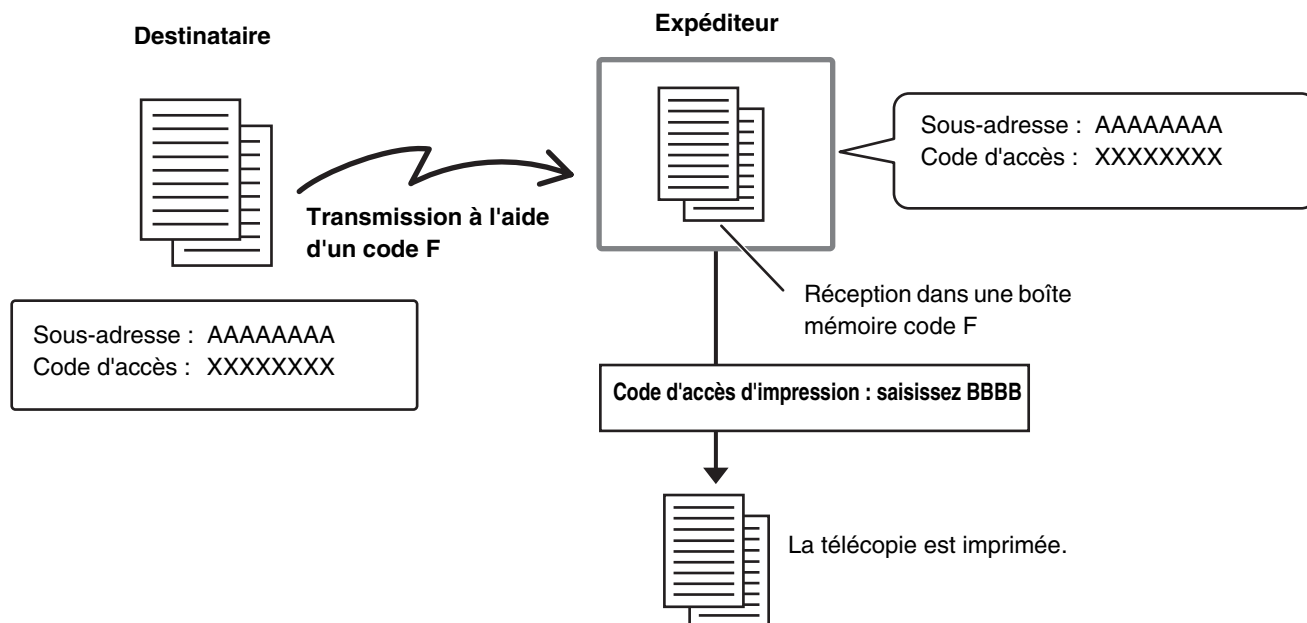 Destinataire
Expéditeur
Sous-adresse : AAAAAAAA
Code d'accès : XXXXXXXX
Transmission à l'aide
d'un code F
Réception dans une boîte
mémoire code F
Sous-adresse : AAAAAAAA
Code d'accès : XXXXXXXX
Code d'accès d'impression : saisissez BBBB
La télécopie est imprimée.